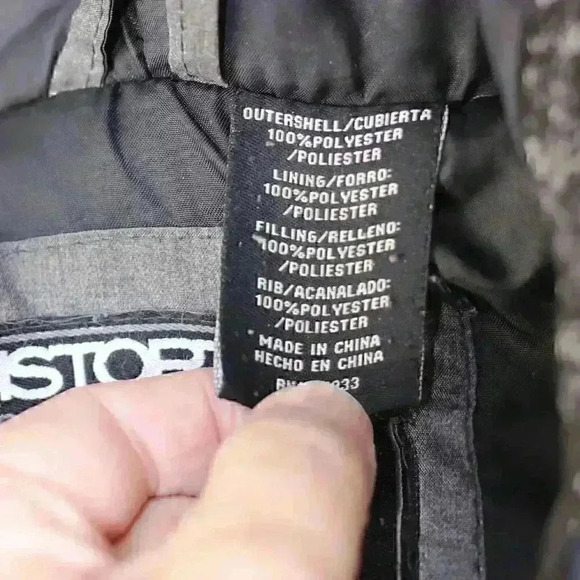 OUTERSHELL/CUBIERTA
100%POLYESTER
/POLIESTER
LINING/FORRO:
100%POLYESTER
/POLIESTER
FILLING/RELLENO:
100%POLYESTER
/POLIESTER
RIB/ACANALADO:
100%POLYESTER
/POLIESTER
MADE IN CHINA
HECHO EN CHINA